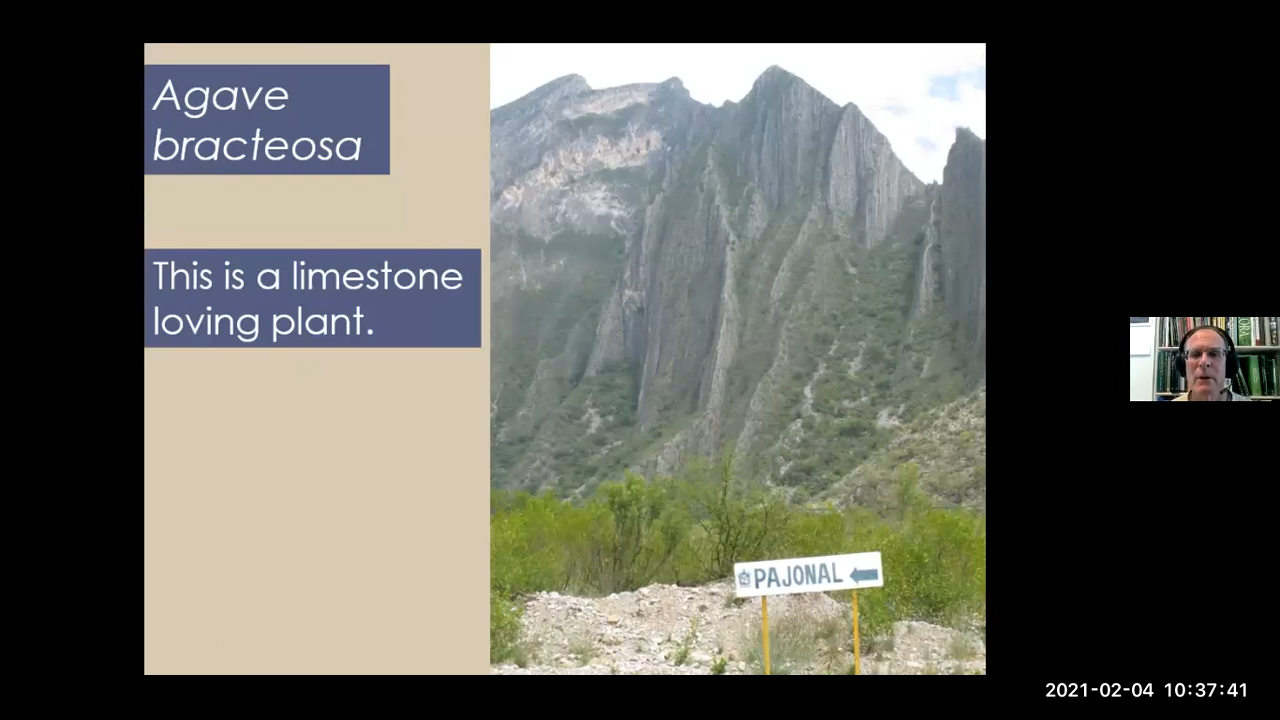 Agave
bracteosa
This is a limestone
loving plant.
PAJONAL
2021-02-04 10:37:41